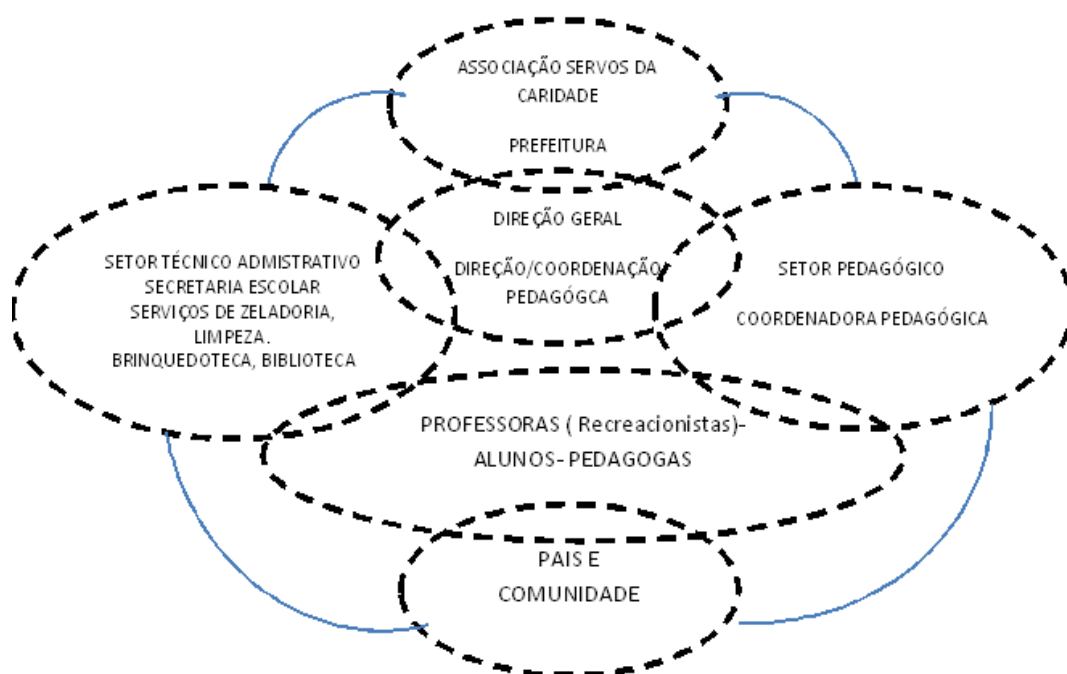 ASSOCIAÇÃO SERVOS DA
CARIDADE
PREFEITURA
DIREÇÃO GERAL
DIREÇÃO/COORDENAÇÃO
PEDAGÓGCA
SETOR TÉCNICO ADMISTRATIVO
SECRETARIA ESCOLAR
SERVIÇOS DE ZELADORIA,
LIMPEZA.
BRINQUEDOTECA, BIBLIOTECA
SETOR PEDAGÓGICO
COORDENADORA PEDAGÓGICA
PROFESSORAS ( Recreacionistas)-
ALUNOS- PEDAGOGAS
PAIS E
COMUNIDADE